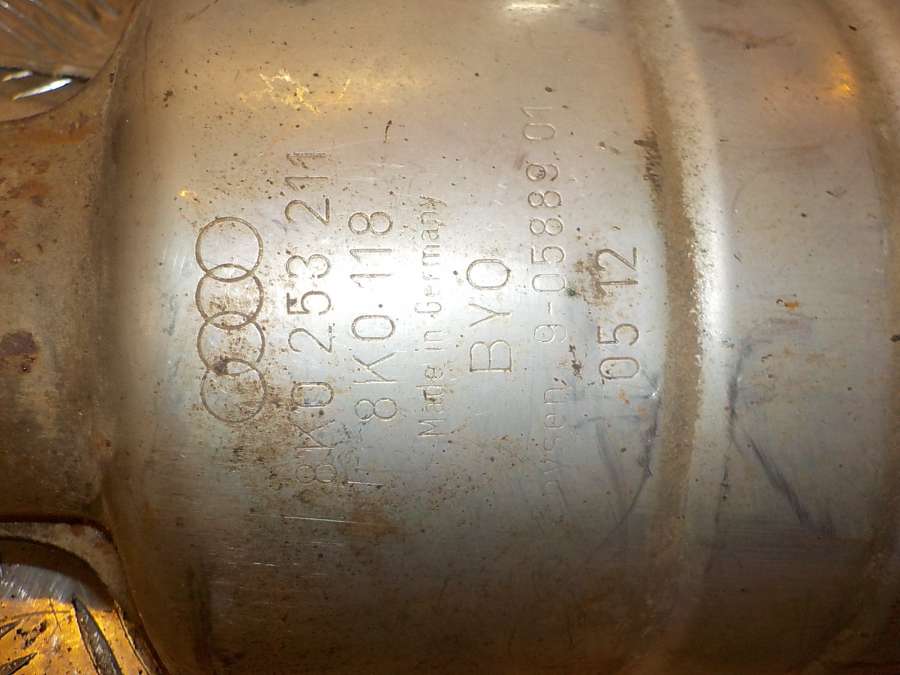 8K0 253 211
8K0 118
Made in Germany
BYO
9-05889 01
05 12